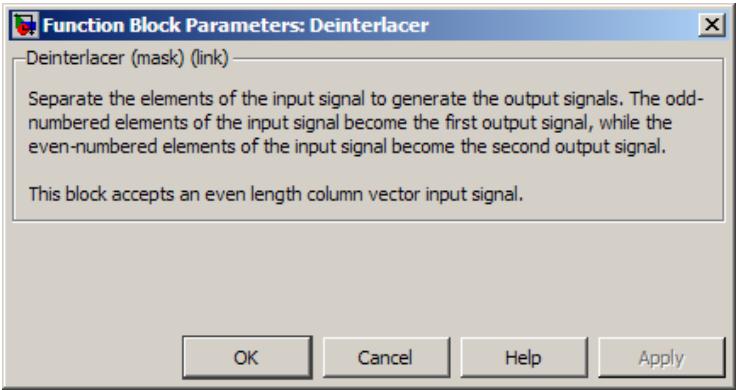 Function Block Parameters: Deinterlacer
Deinterlacer (mask) (link)
Separate the elements of the input signal to generate the output signals. The odd-
numbered elements of the input signal become the first output signal, while the
even-numbered elements of the input signal become the second output signal.
This block accepts an even length column vector input signal.
OK Cancel Help Apply